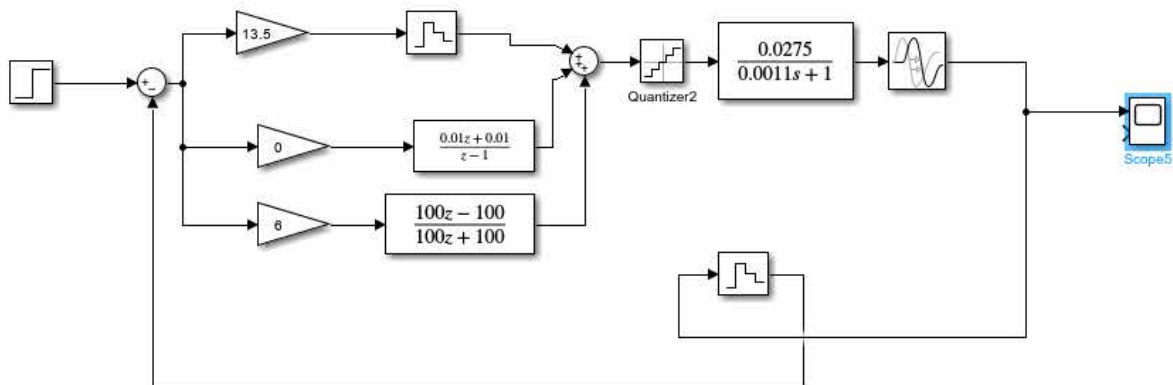 13.5
Quantizer2
0.0275
0.0011s + 1
Scope5
0
0.01z + 0.01
z − 1
6
100z − 100
100z + 100